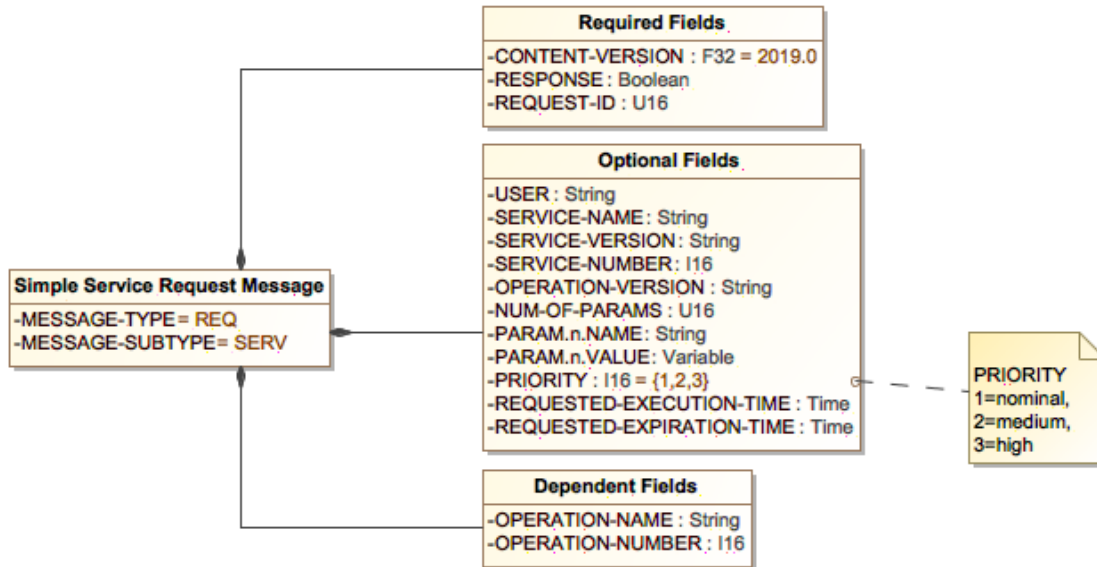 Required Fields
-CONTENT-VERSION : F32 = 2019.0
-RESPONSE : Boolean
-REQUEST-ID : U16
Optional Fields
-USER : String
-SERVICE-NAME : String
-SERVICE-VERSION : String
-SERVICE-NUMBER : I16
-OPERATION-VERSION : String
-NUM-OF-PARAMS : U16
-PARAM.n.NAME : String
-PARAM.n.VALUE : Variable
-PRIORITY : I16 = {1,2,3}
-REQUESTED-EXECUTION-TIME : Time
-REQUESTED-EXPIRATION-TIME : Time
Simple Service Request Message
-MESSAGE-TYPE = REQ
-MESSAGE-SUBTYPE = SERV
PRIORITY
1=nominal,
2=medium,
3=high
Dependent Fields
-OPERATION-NAME : String
-OPERATION-NUMBER : I16